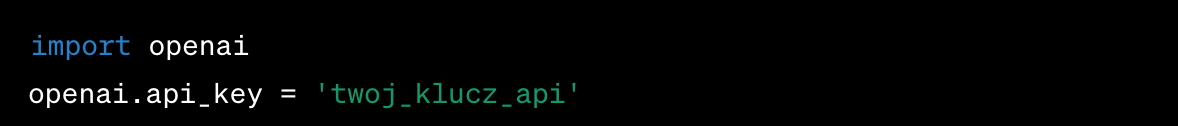 import openai
openai.api_key = 'twoj_klucz_api'